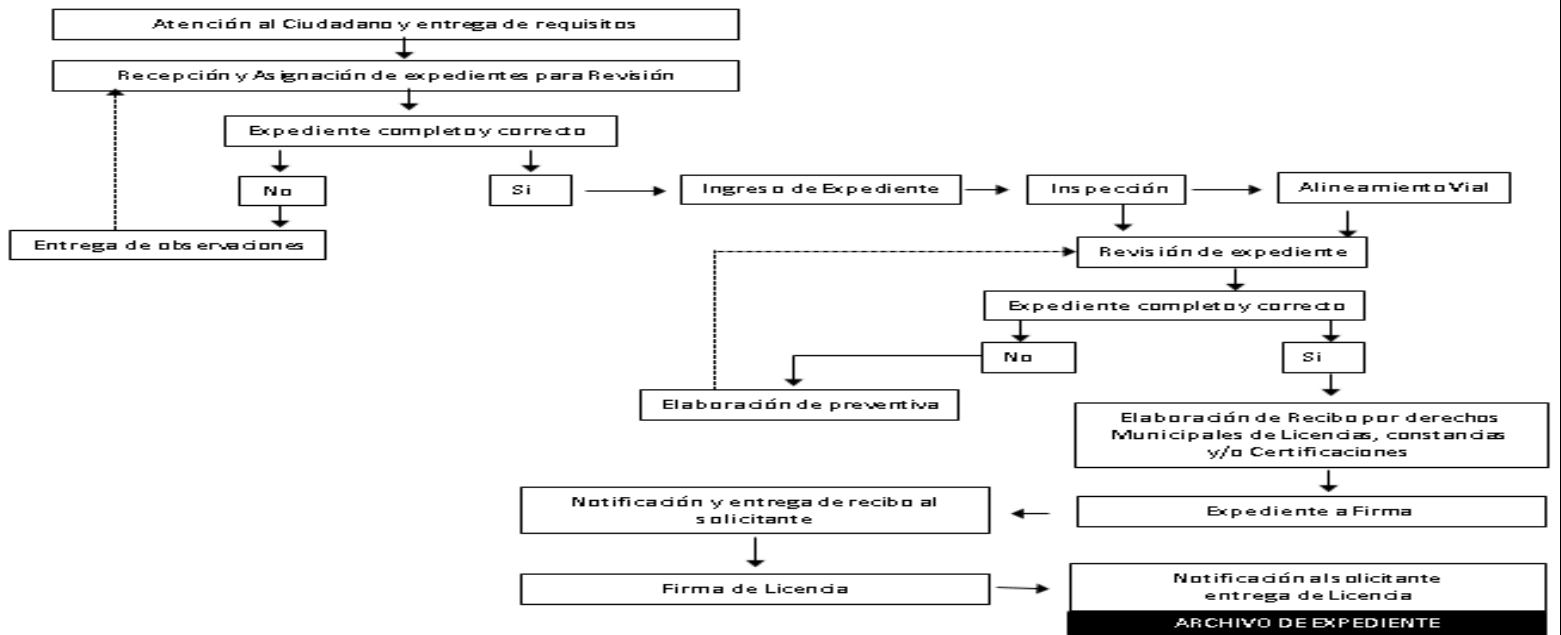 Atención al Ciudadano y entrega de requisitos
Recepción y Asignación de expedientes para Revisión
Expediente completo y correcto
No
Si
Ingreso de Expediente
Inspección
Alineamiento Vial
Entrega de observaciones
Revisión de expediente
Expediente completo y correcto
No
Si
Elaboración de preventiva
Elaboración de Recibo por derechos
Municipales de Licencias, constancias
y/o Certificaciones
Notificación y entrega de recibo al
solicitante
Expediente a Firma
Firma de Licencia
Notificación al solicitante
entrega de Licencia
ARCHIVO DE EXPEDIENTE